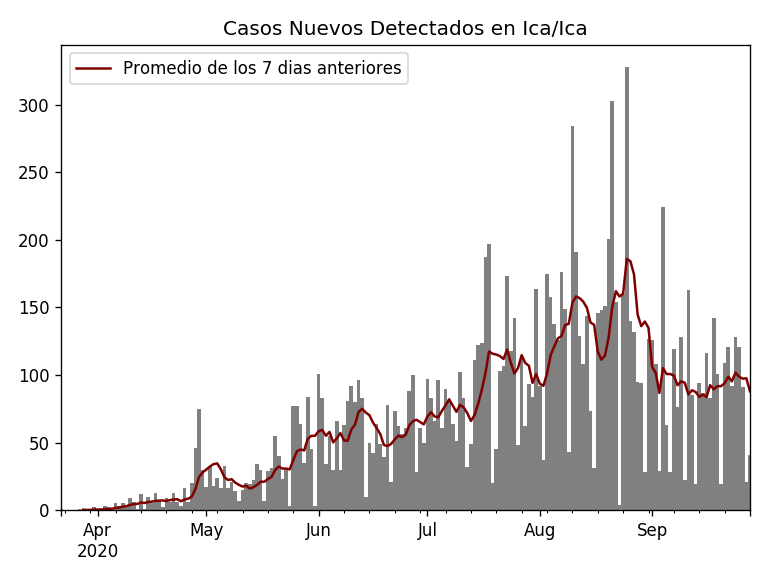 Casos Nuevos Detectados en Ica/Ica
Promedio de los 7 dias anteriores
300
250
200
150
100
50
0
Apr
2020
May
Jun
Jul
Aug
Sep